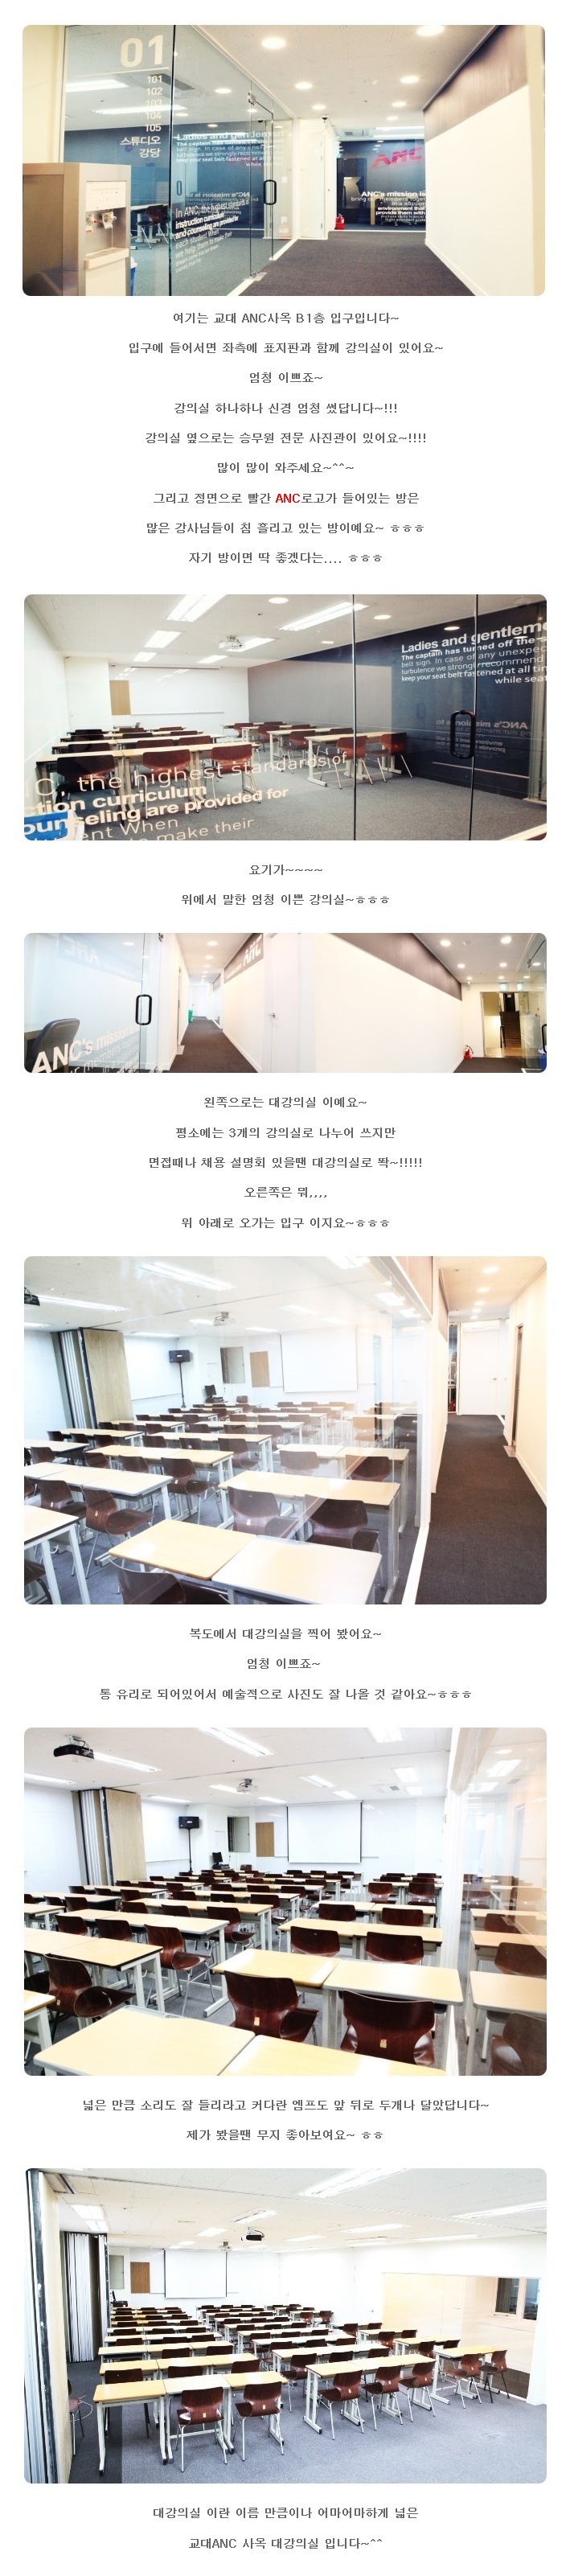 01
101
102
103
104
105
스튜디오
강당
Ladies and gentlemen
ANC
ANC's mission is
여기는 교대 ANC사옥 B1층 입구입니다~
입구에 들어서면 좌측에 표지판과 함께 강의실이 있어요~
엄청 이쁘죠~
강의실 하나하나 신경 엄청 썼답니다~!!!
강의실 옆으로는 승무원 전문 사진관이 있어요~!!!!
많이 많이 와주세요~^^~
그리고 정면으로 빨간 ANC로고가 들어있는 방은
많은 강사님들이 침 흘리고 있는 방이예요~ ㅎㅎㅎ
자기 방이면 딱 좋겠다는.... ㅎㅎㅎ
Ladies and gentleme
The captain has turned off the
belt sign. In case of any unexpec
turbulence we strongly recommend
keep your seat belt fastened at all tim
while seat
C, the highest standards of
ction curriculum
ounseling are provided for
ent When
to make their
요기가~~~~
위에서 말한 엄청 이쁜 강의실~ㅎㅎㅎ
ANC
ANC's mission
왼쪽으로는 대강의실 이예요~
평소에는 3개의 강의실로 나누어 쓰지만
면접때나 채용 설명회 있을땐 대강의실로 쫙~!!!!!
오른쪽은 뭐,,,,
위 아래로 오가는 입구 이지요~ㅎㅎㅎ
복도에서 대강의실을 찍어 봤어요~
엄청 이쁘죠~
통 유리로 되어있어서 예술적으로 사진도 잘 나올 것 같아요~ㅎㅎㅎ
넓은 만큼 소리도 잘 들리라고 커다란 엠프도 앞 뒤로 두개나 달았답니다~
제가 봤을땐 무지 좋아보여요~ ㅎㅎ
대강의실 이란 이름 만큼이나 어마어마하게 넓은
교대ANC 사옥 대강의실 입니다~^^